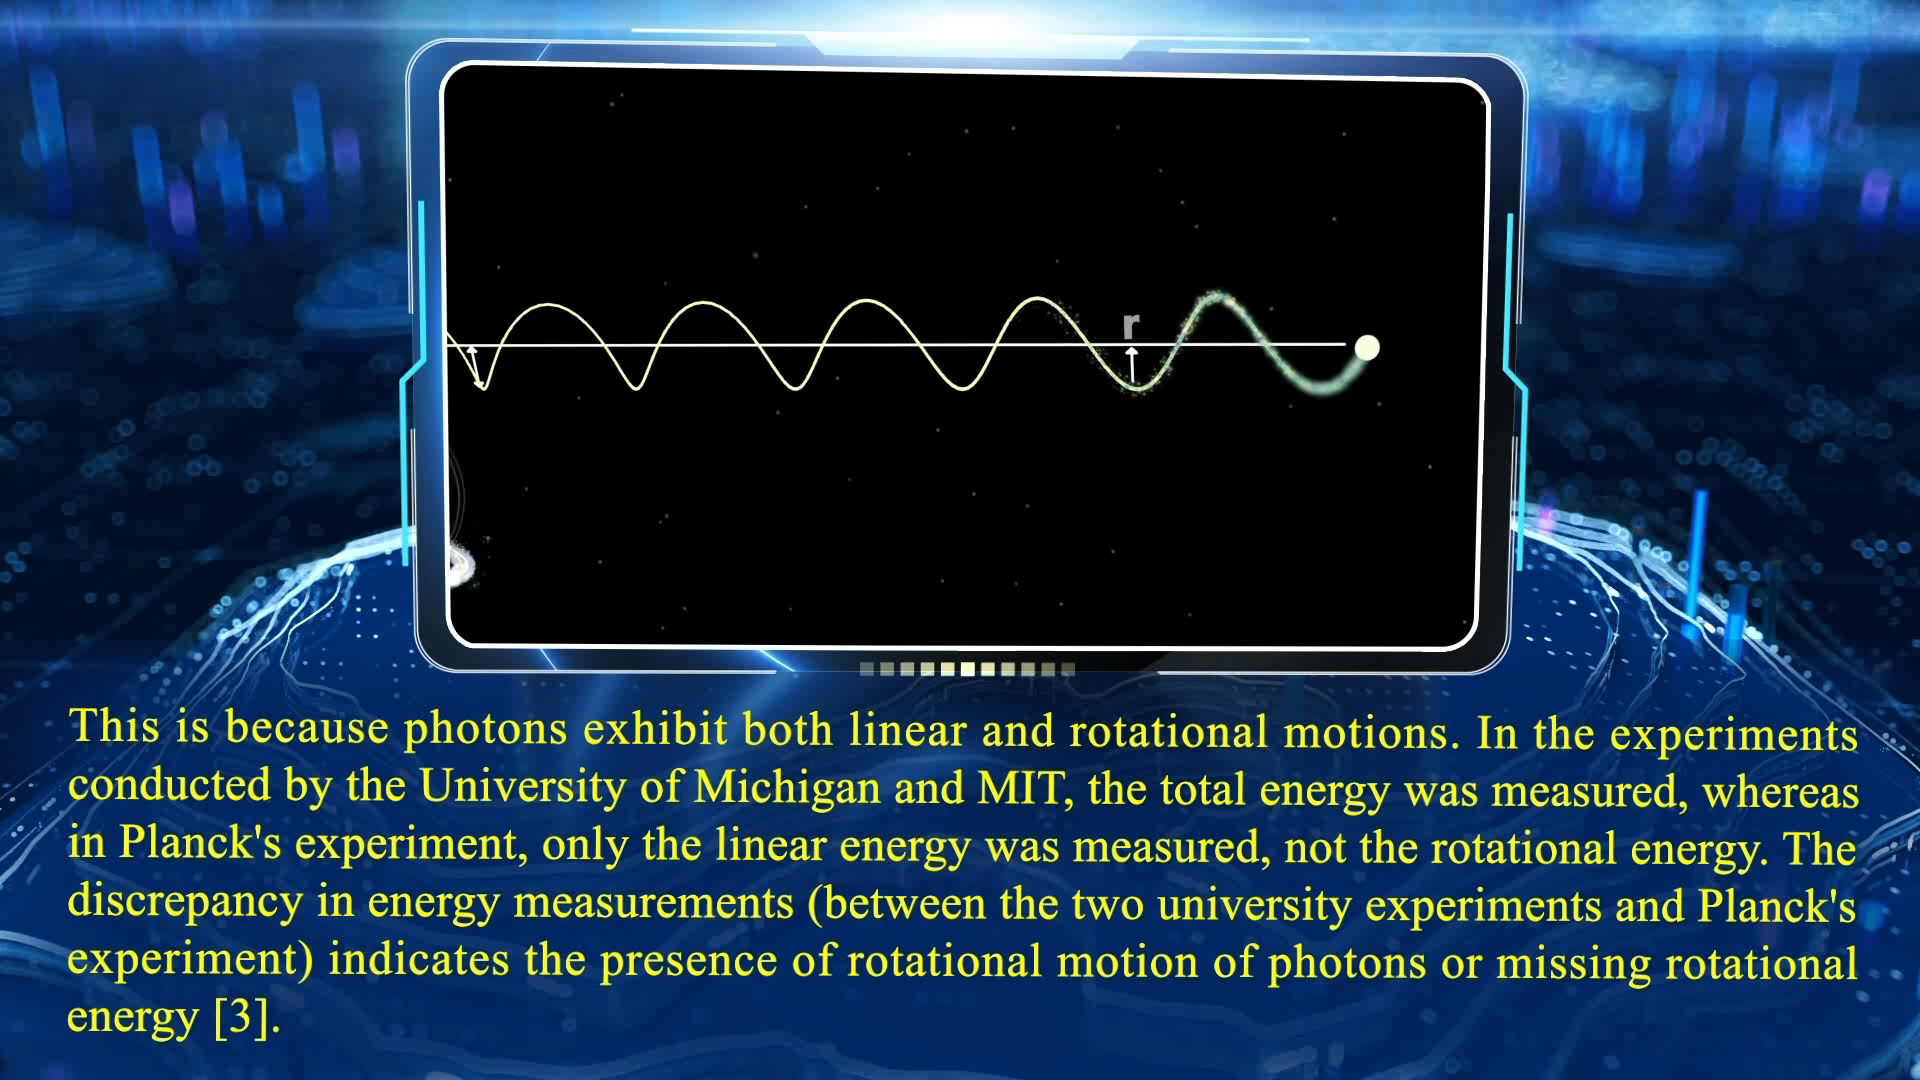 r
This is because photons exhibit both linear and rotational motions. In the experiments
conducted by the University of Michigan and MIT, the total energy was measured, whereas
in Planck's experiment, only the linear energy was measured, not the rotational energy. The
discrepancy in energy measurements (between the two university experiments and Planck's
experiment) indicates the presence of rotational motion of photons or missing rotational
energy [3].